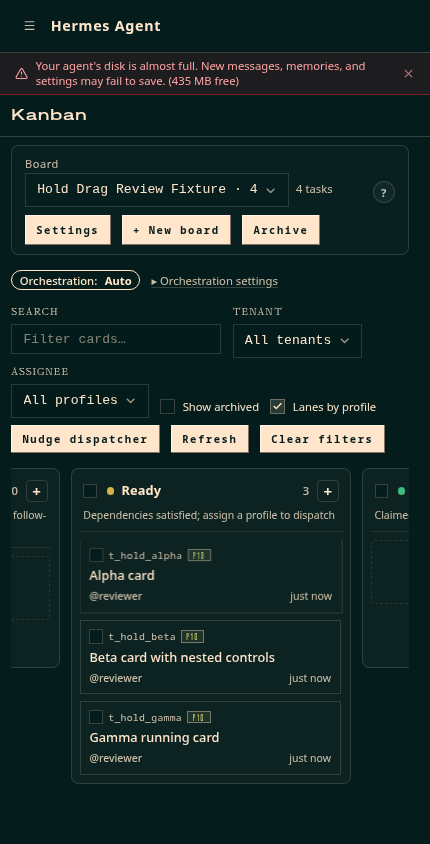 ☰ Hermes Agent
Your agent's disk is almost full. New messages, memories, and
settings may fail to save. (435 MB free)
Kanban
Board
Hold Drag Review Fixture · 4
4 tasks
?
Settings
+ New board
Archive
Orchestration: Auto
▸ Orchestration settings
SEARCH
TENANT
Filter cards…
All tenants
ASSIGNEE
All profiles
Show archived
Lanes by profile
Nudge dispatcher
Refresh
Clear filters
0 +
follow-
Ready
3 +
Dependencies satisfied; assign a profile to dispatch
t_hold_alpha P10
Alpha card
@reviewer
just now
t_hold_beta P10
Beta card with nested controls
@reviewer
just now
t_hold_gamma P10
Gamma running card
@reviewer
just now
Claime